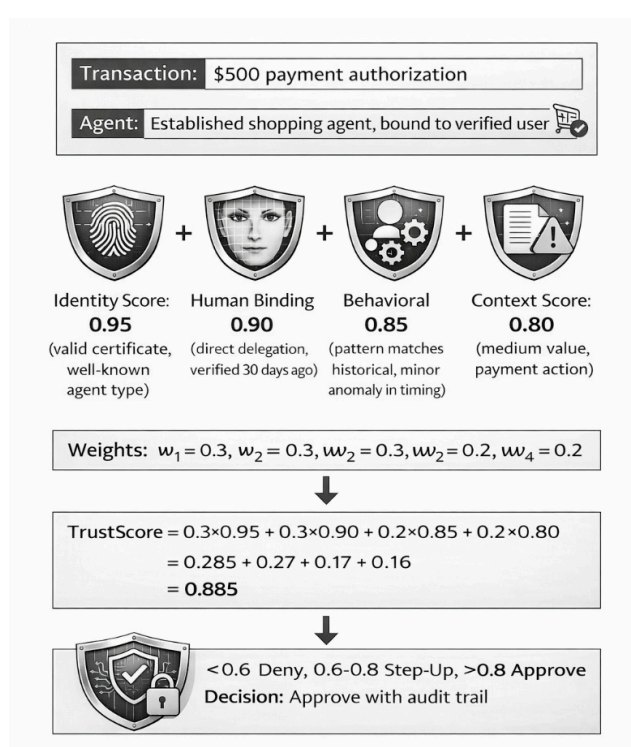 Transaction: $500 payment authorization
Agent: Established shopping agent, bound to verified user
+ + +
Identity Score:
0.95
(valid certificate,
well-known
agent type)
Human Binding
0.90
(direct delegation,
verified 30 days ago)
Behavioral
0.85
(pattern matches
historical, minor
anomaly in timing)
Context Score:
0.80
(medium value,
payment action)
Weights: w₁ = 0.3, w₂ = 0.3, ɯw₂ = 0.3, ɯw₂ = 0.2, ɯw₄ = 0.2
TrustScore = 0.3×0.95 + 0.3×0.90 + 0.2×0.85 + 0.2×0.80
= 0.285 + 0.27 + 0.17 + 0.16
= 0.885
<0.6 Deny, 0.6-0.8 Step-Up, >0.8 Approve
Decision: Approve with audit trail